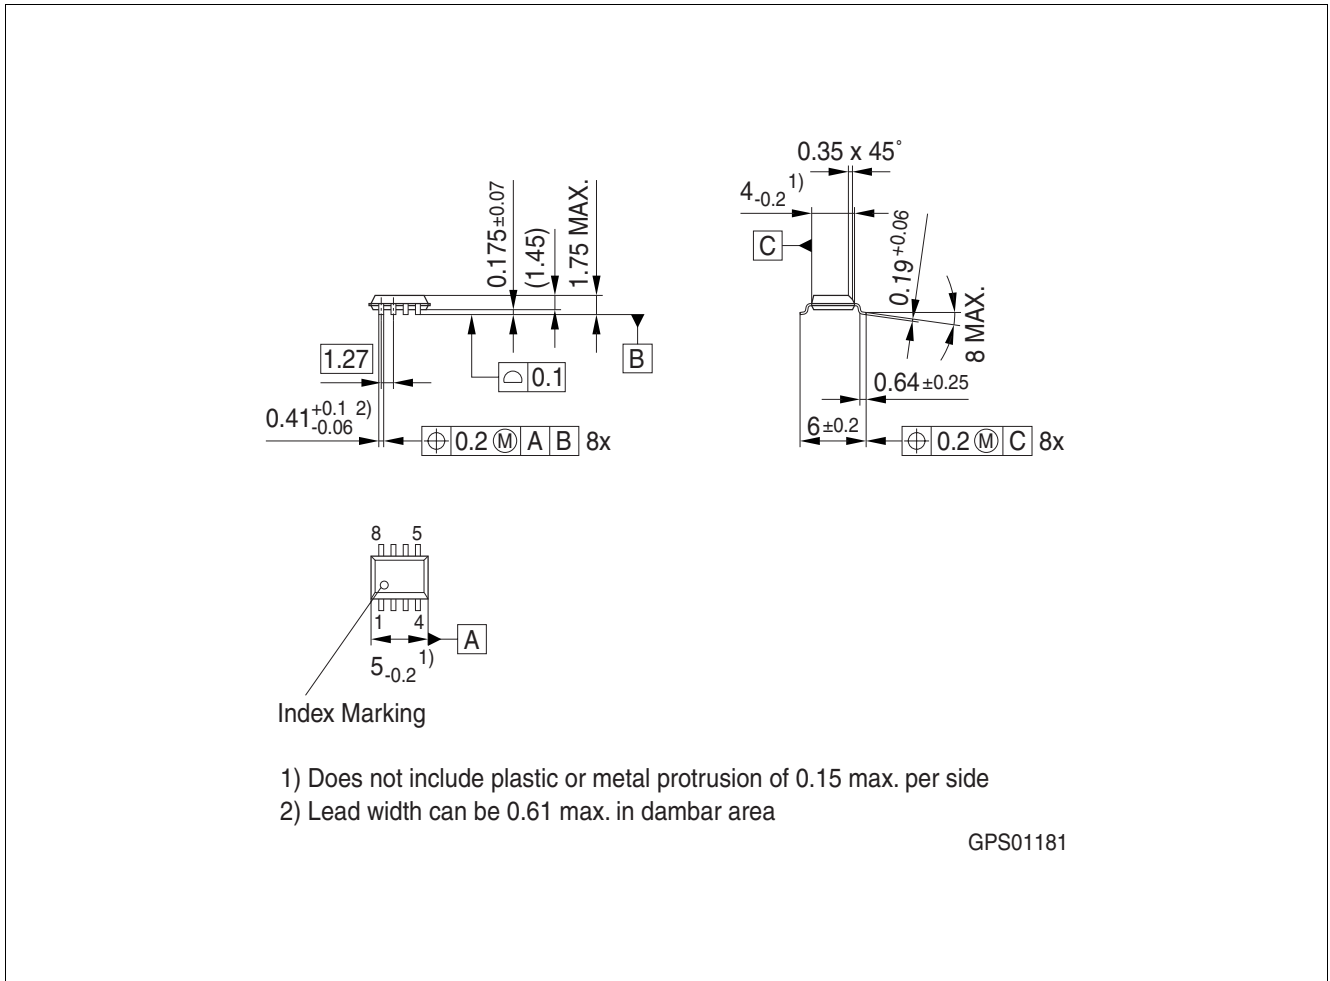 0.35 x 45°
4-0.2 1)
C
0.19 +0.06
8 MAX.
0.64 ±0.25
6 ±0.2
⌖ 0.2 Ⓜ C 8x
0.175 ±0.07
(1.45)
1.75 MAX.
B
1.27
⌓ 0.1
0.41 +0.1 -0.06 2)
⌖ 0.2 Ⓜ A B 8x
8 5
1 4
A
5-0.2 1)
Index Marking
1) Does not include plastic or metal protrusion of 0.15 max. per side
2) Lead width can be 0.61 max. in dambar area
GPS01181